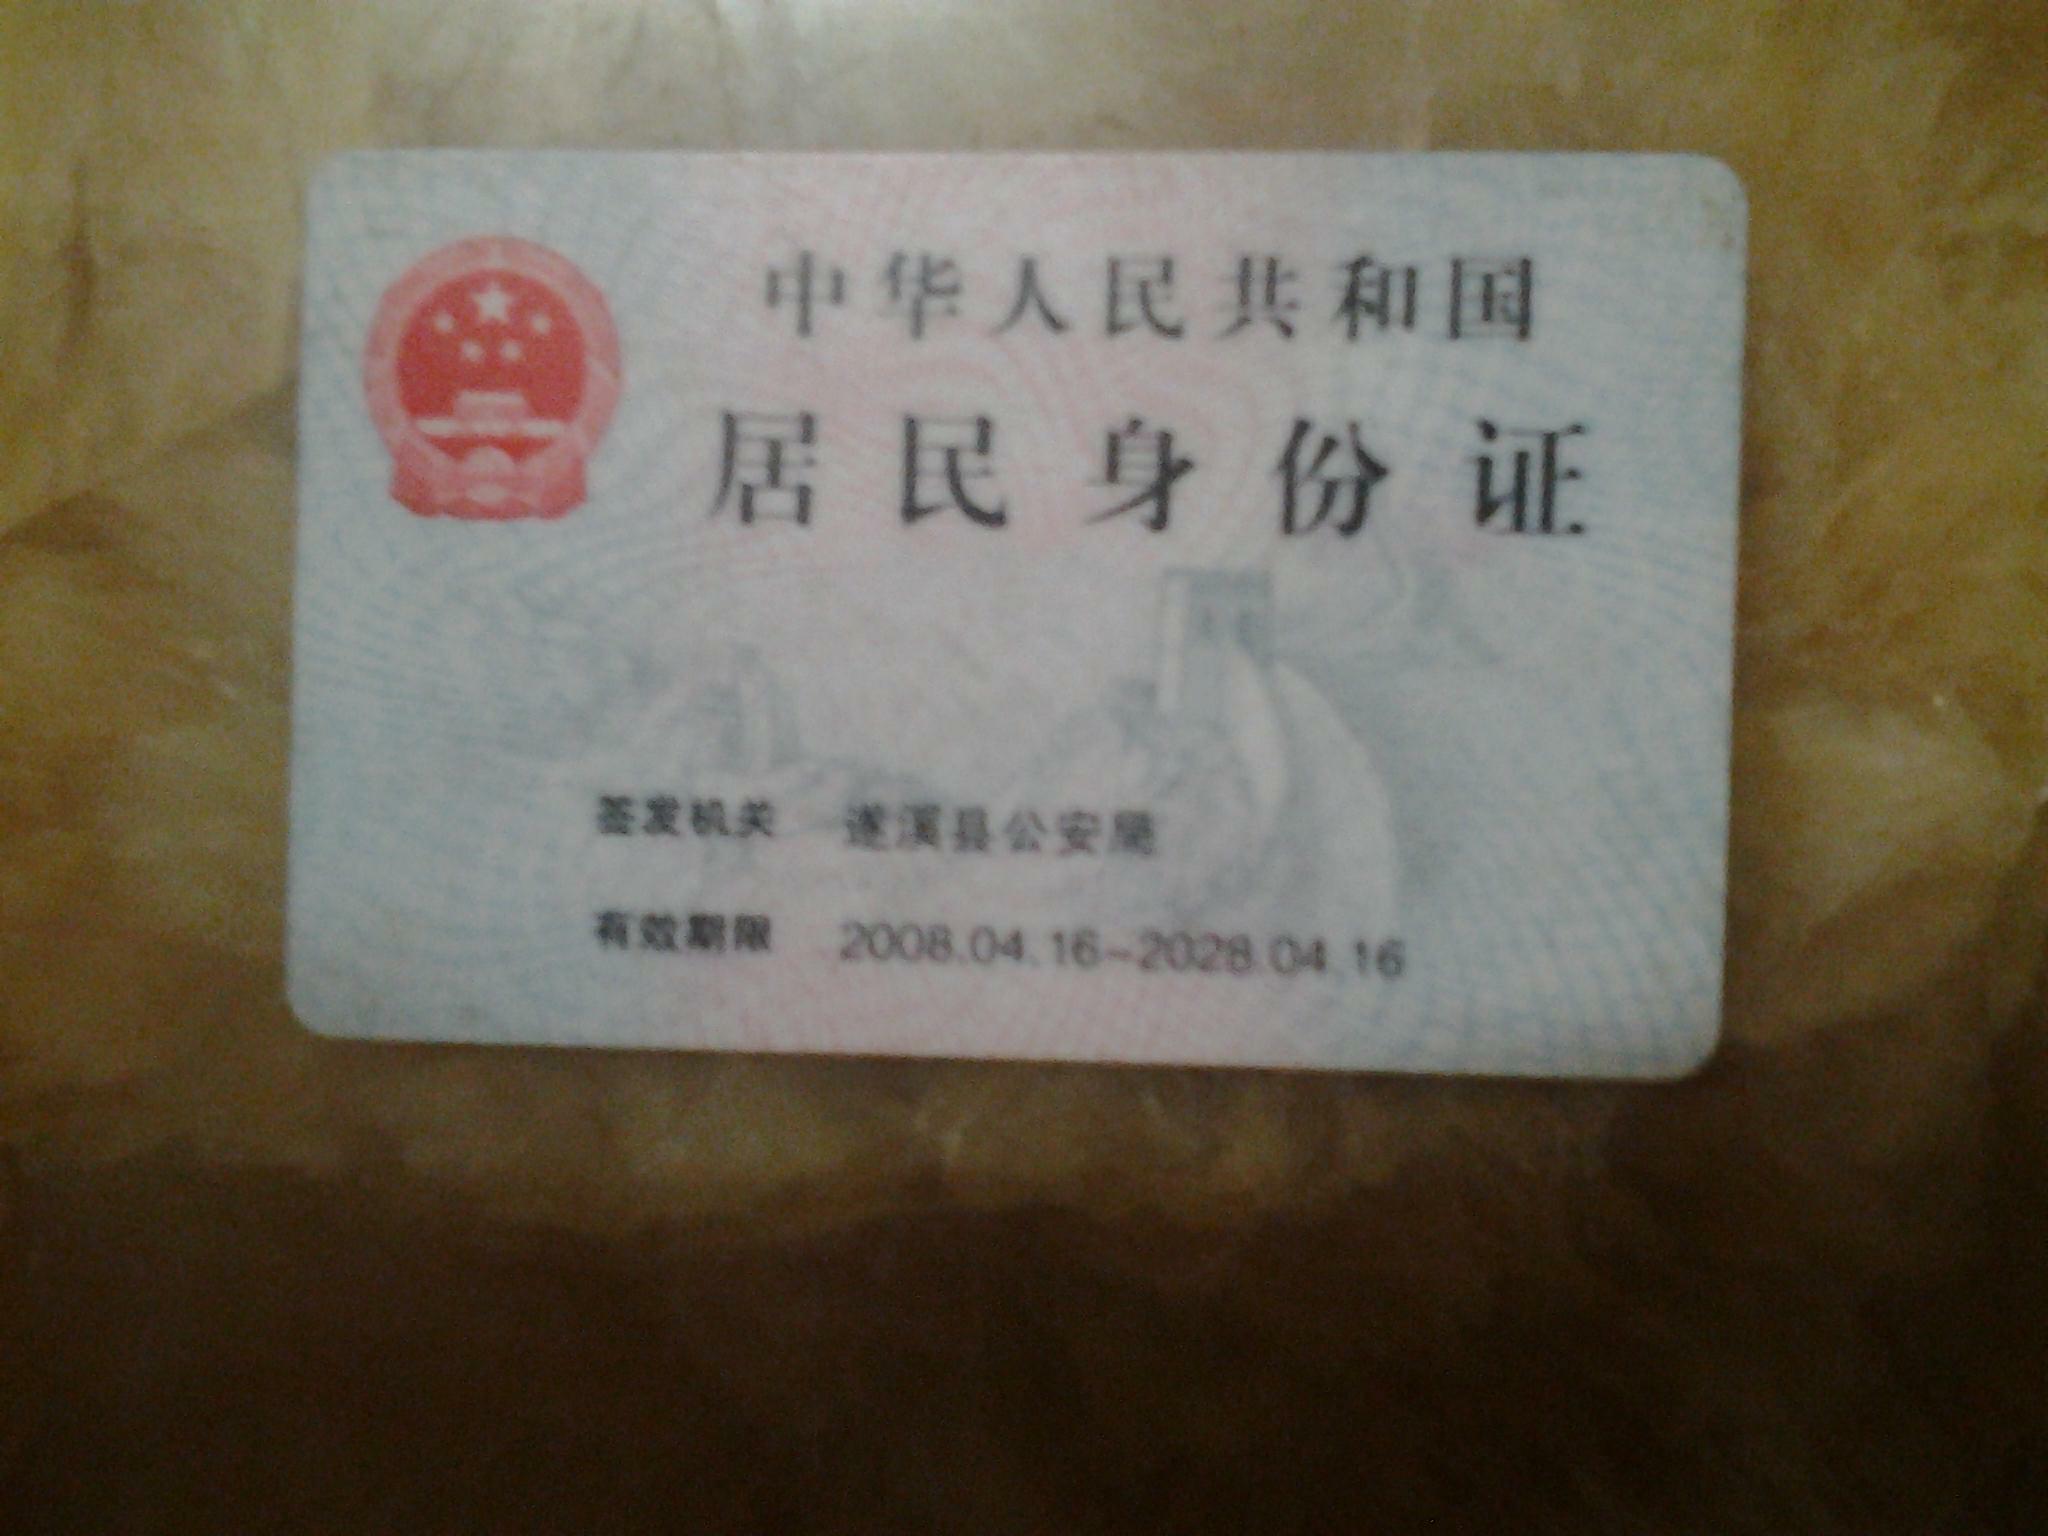 中华人民共和国
居民身份证
签发机关 遂溪县公安局
有效期限 2008.04.16-2028.04.16